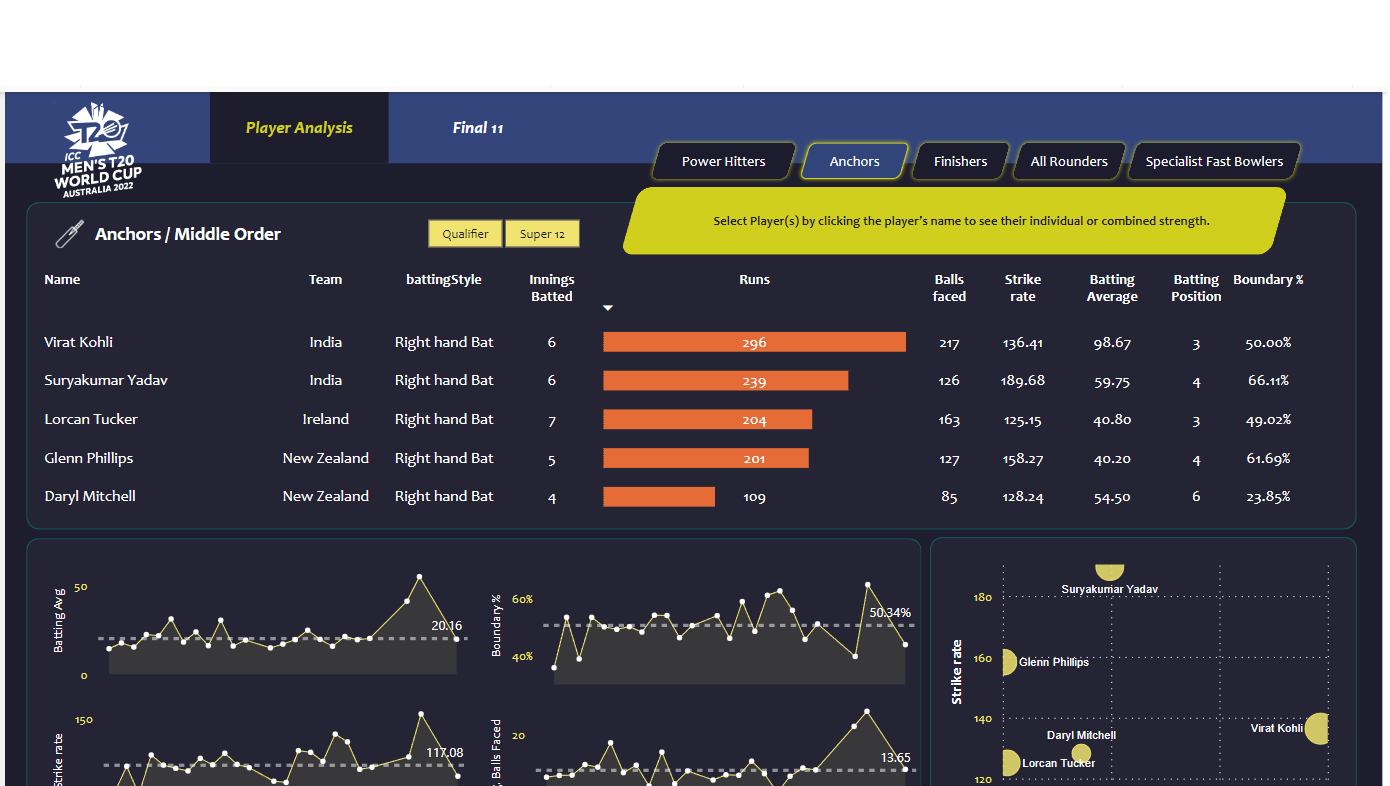 T20
ICC
MEN'S T20
WORLD CUP
AUSTRALIA 2022
Player Analysis
Final 11
Power Hitters
Anchors
Finishers
All Rounders
Specialist Fast Bowlers
Select Player(s) by clicking the player's name to see their individual or combined strength.
Anchors / Middle Order
Qualifier
Super 12
Name Team battingStyle Innings Batted Runs Balls faced Strike rate Batting Average Batting Position Boundary %
Virat Kohli India Right hand Bat 6 296 217 136.41 98.67 3 50.00%
Suryakumar Yadav India Right hand Bat 6 239 126 189.68 59.75 4 66.11%
Lorcan Tucker Ireland Right hand Bat 7 204 163 125.15 40.80 3 49.02%
Glenn Phillips New Zealand Right hand Bat 5 201 127 158.27 40.20 4 61.69%
Daryl Mitchell New Zealand Right hand Bat 4 109 85 128.24 54.50 6 23.85%
Batting Avg
50
0
20.16
Boundary %
60%
40%
50.34%
Strike rate
150
117.08
Balls Faced
20
13.65
Strike rate
180
160
140
120
Suryakumar Yadav
Glenn Phillips
Virat Kohli
Daryl Mitchell
Lorcan Tucker